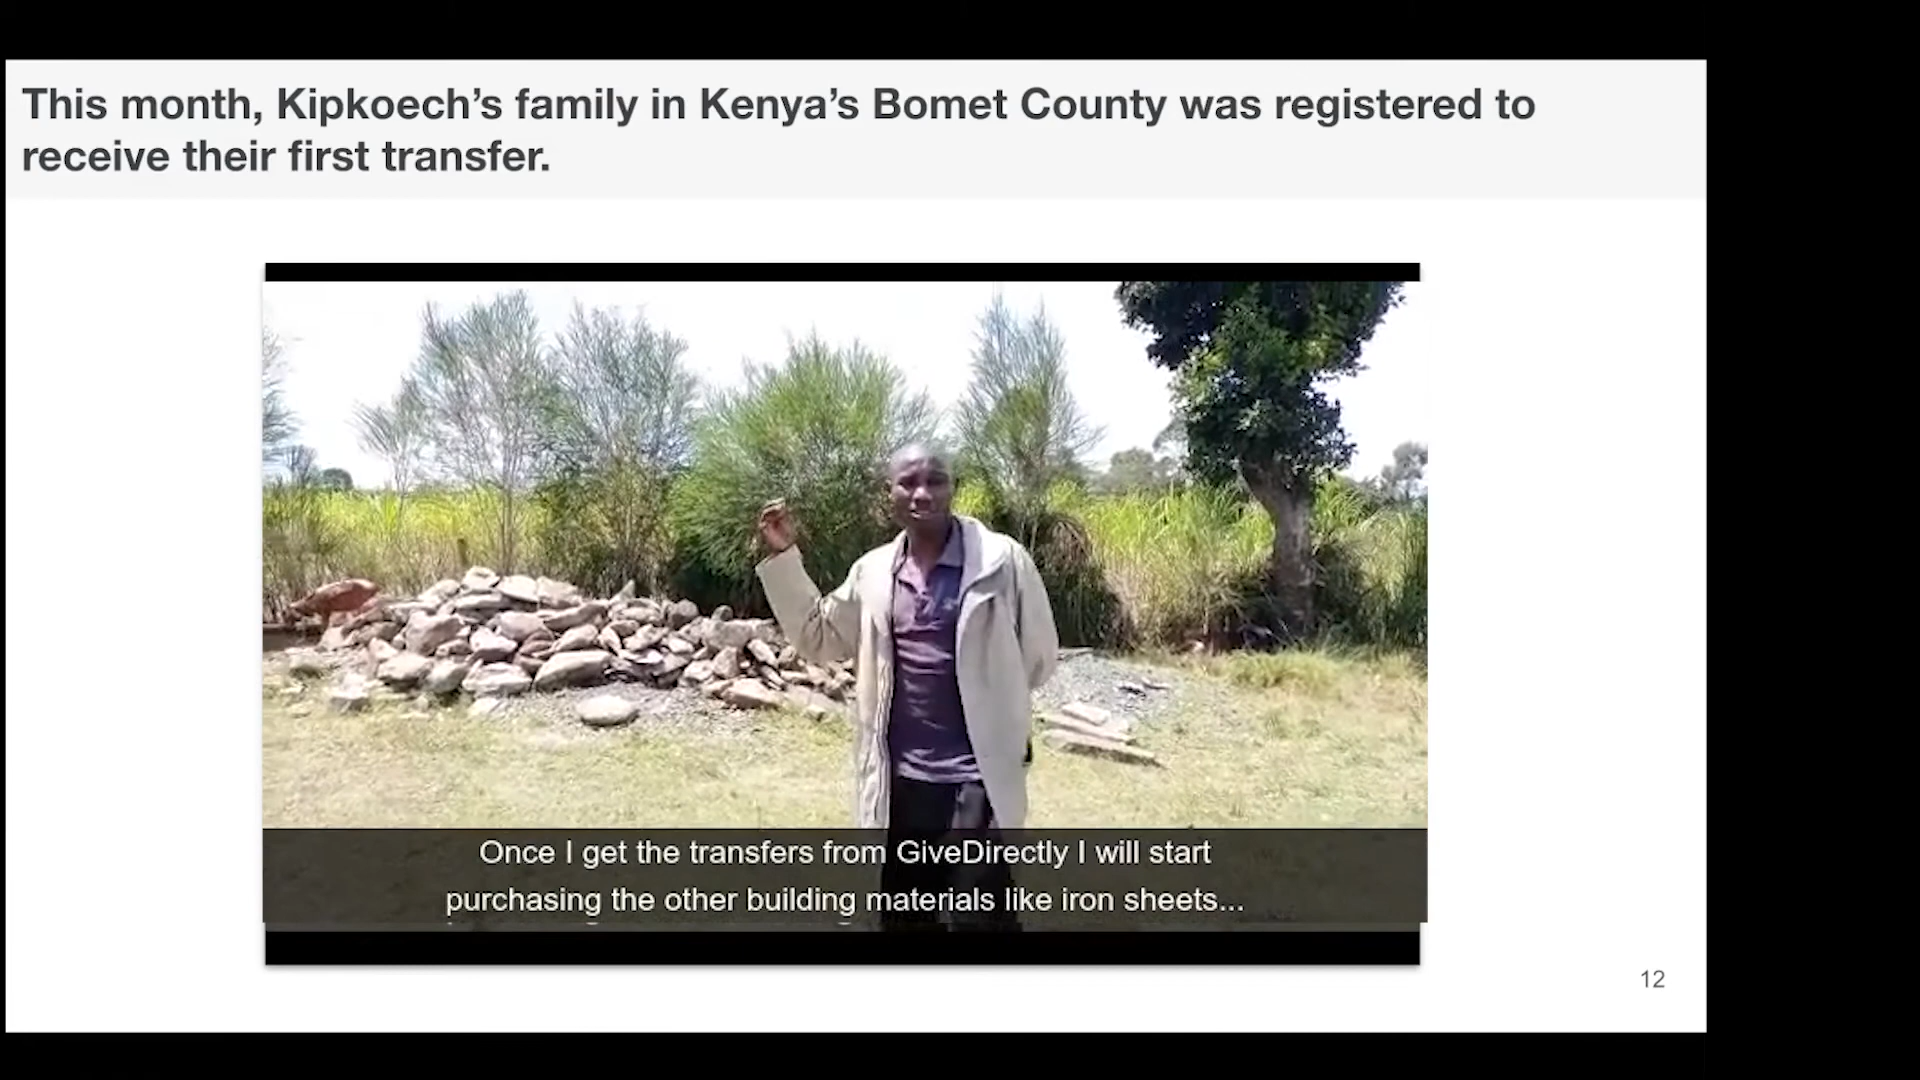 This month, Kipkoech’s family in Kenya’s Bomet County was registered to
receive their first transfer.
Once I get the transfers from GiveDirectly I will start
purchasing the other building materials like iron sheets...
12